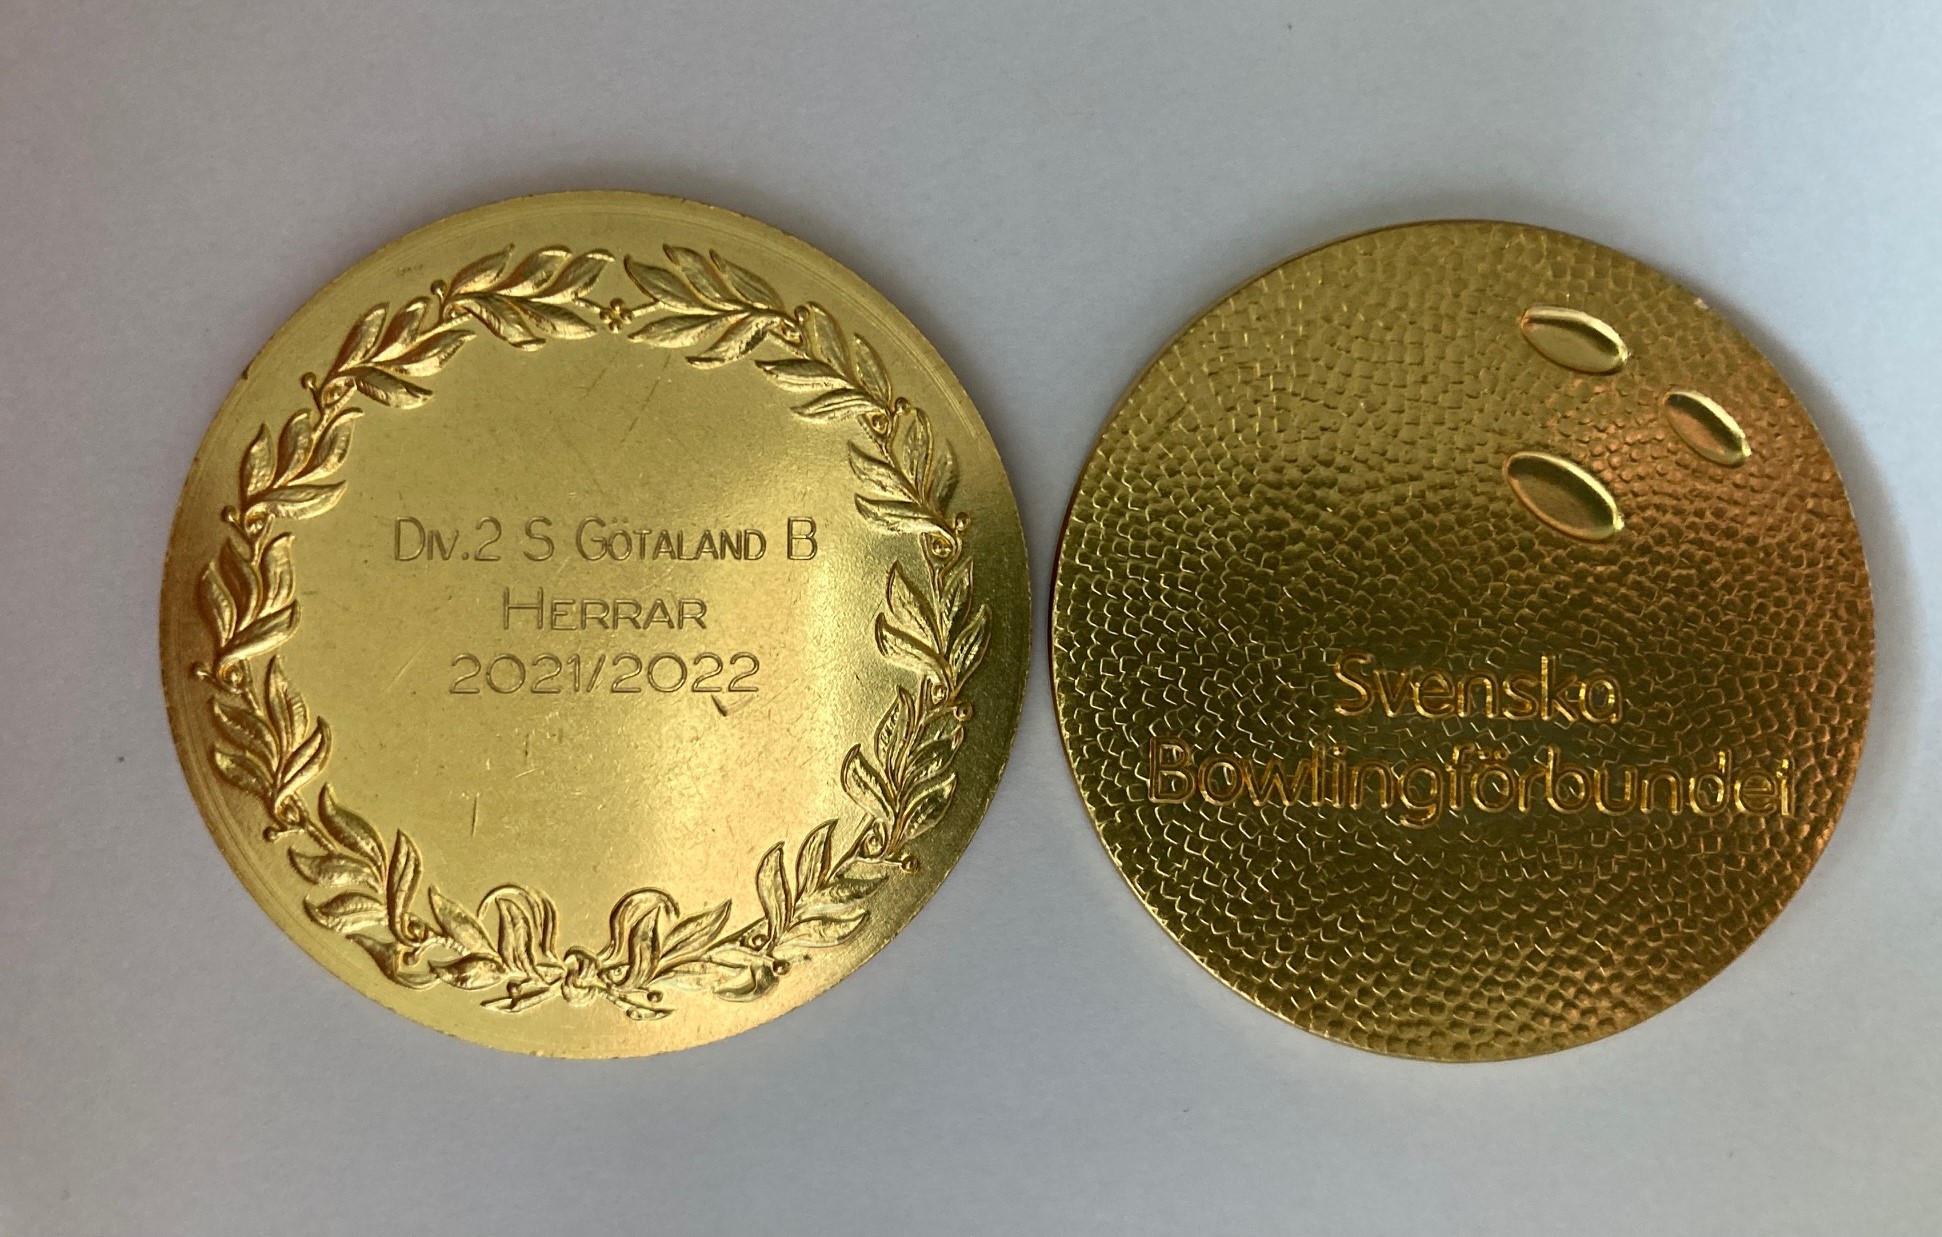 Div.2 S Götaland B
Herrar
2021/2022
Svenska
Bowlingförbundet